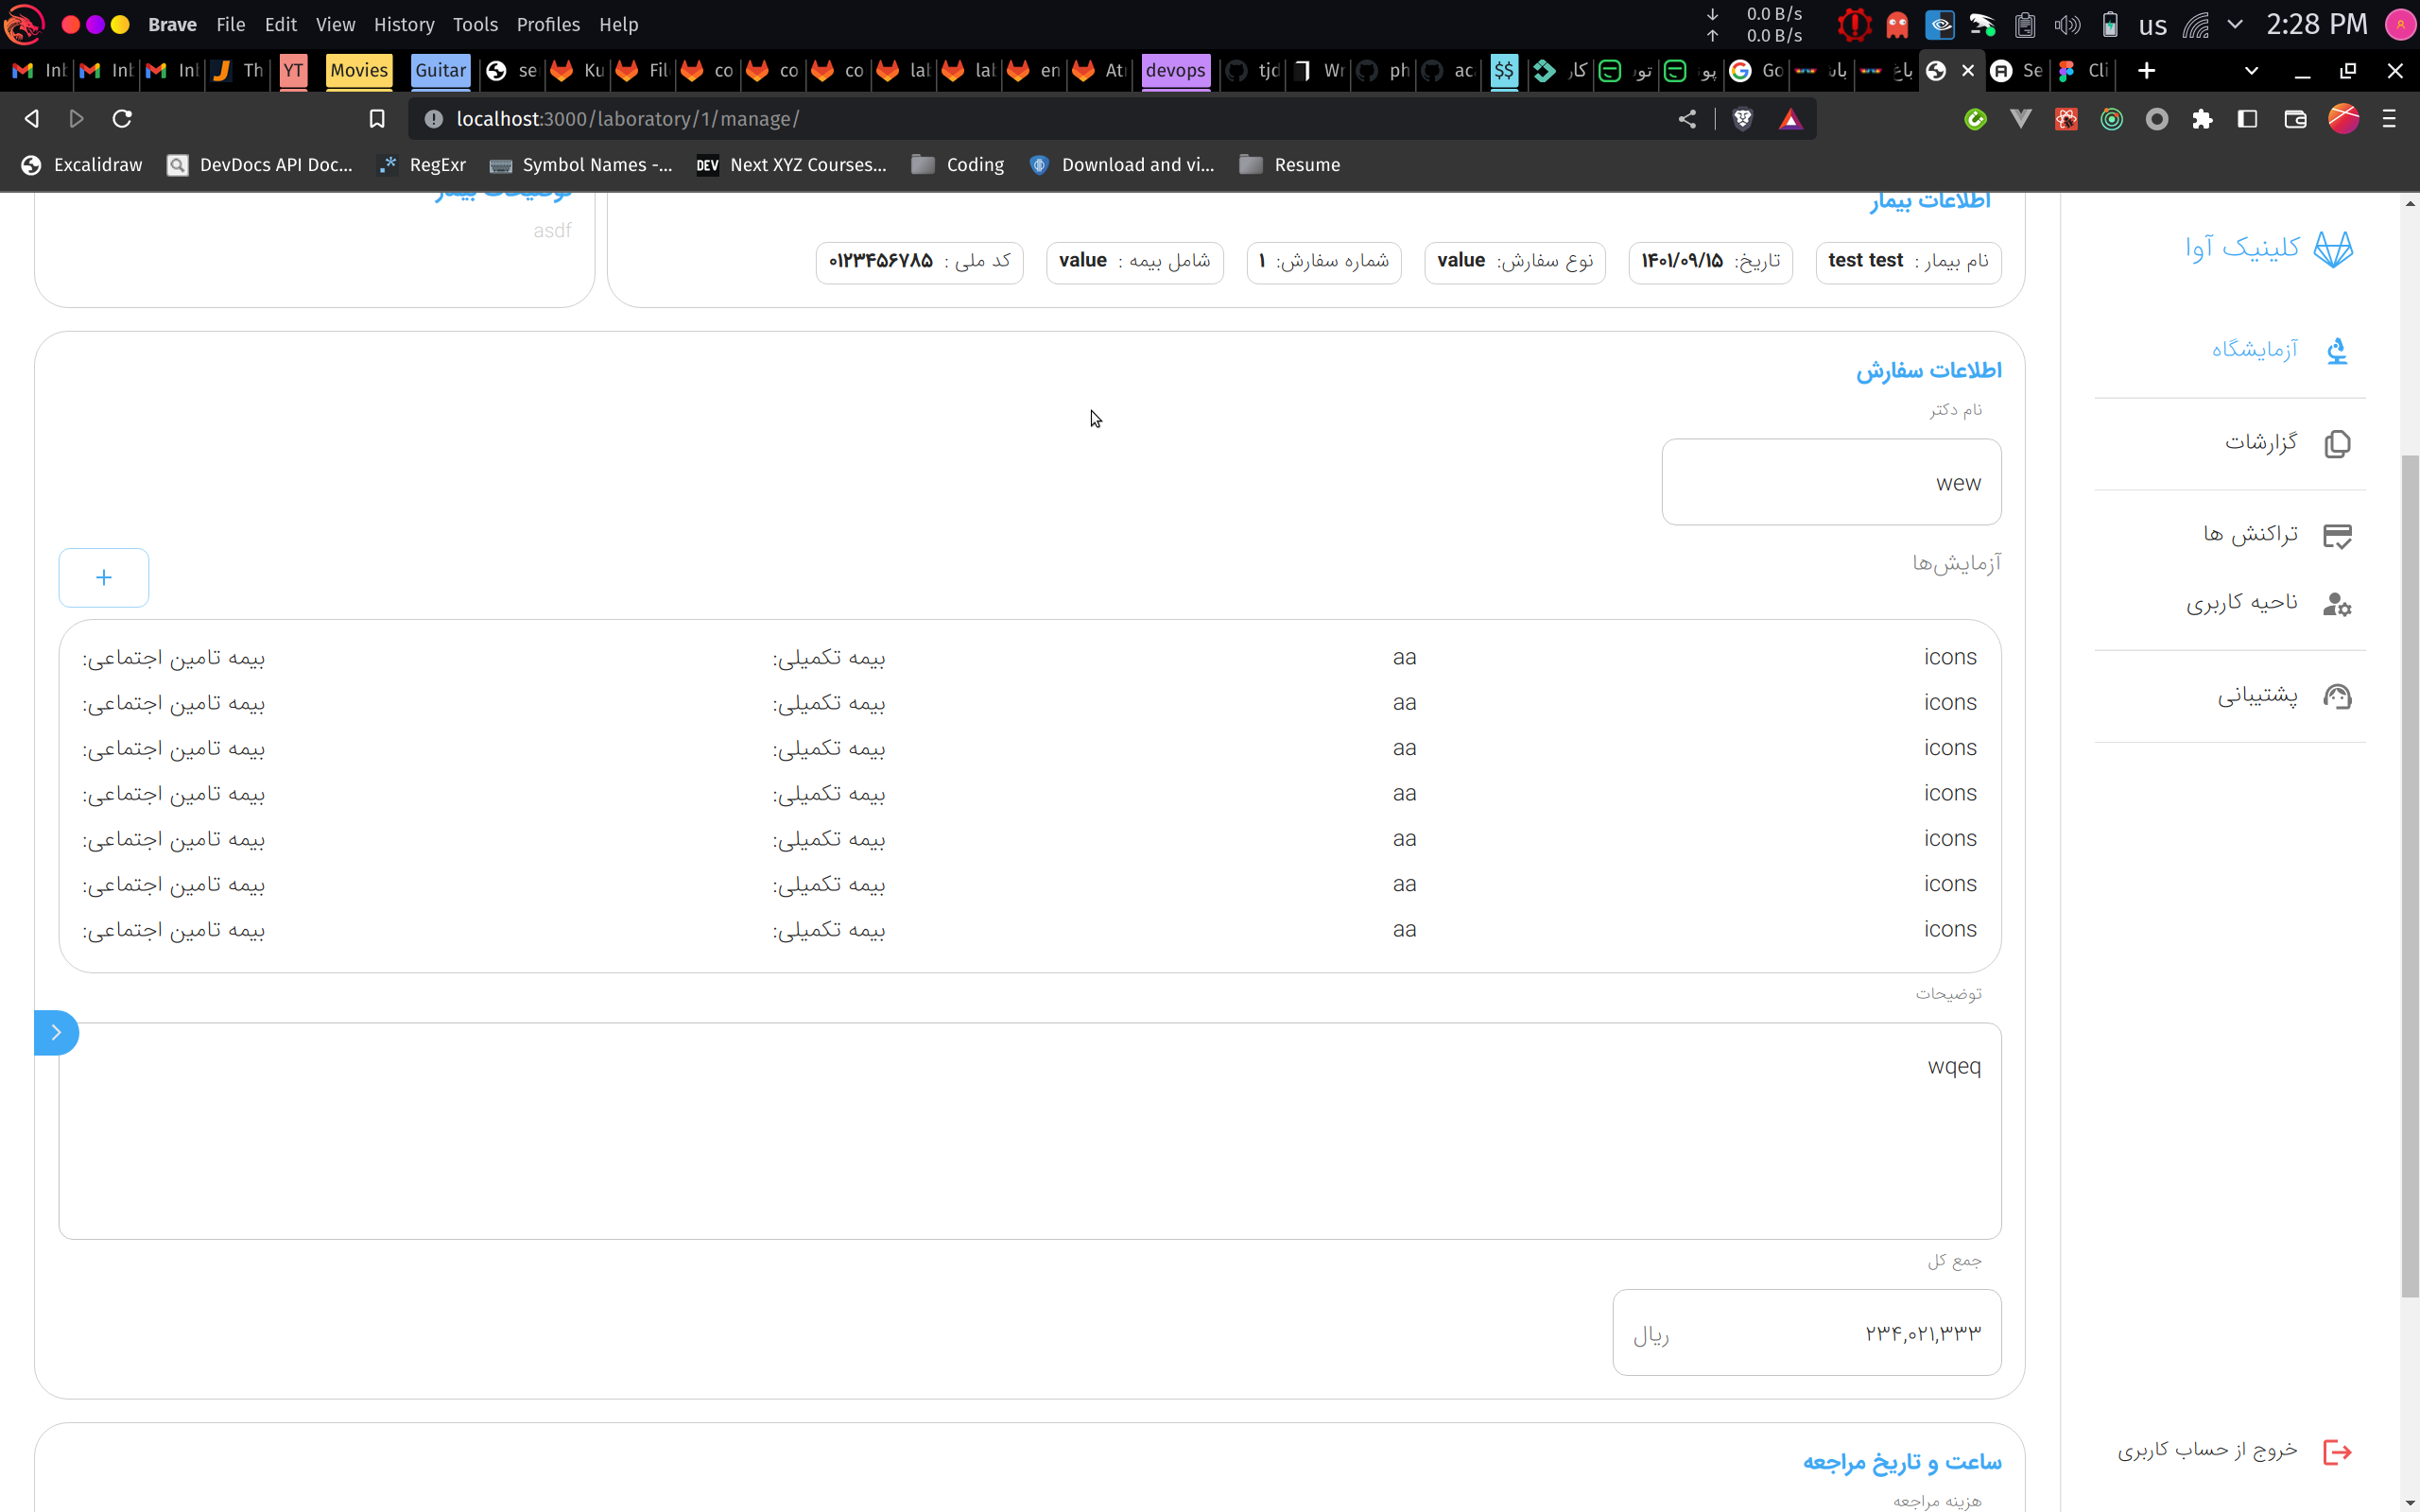 Brave File Edit View History Tools Profiles Help
0.0 B/s
0.0 B/s
us 2:28 PM
Th YT Movies Guitar se Ku Fil co co co lal lal en At devops tjd Wr ph ac $$ کار Go Se Cli
localhost:3000/laboratory/1/manage/
Excalidraw DevDocs API Doc... RegExr Symbol Names -... DEV Next XYZ Courses... Coding Download and vi... Resume
کلینیک آوا
آزمایشگاه
گزارشات
تراکنش ها
ناحیه کاربری
پشتیبانی
خروج از حساب کاربری
اطلاعات بیمار
نام بیمار : test test
تاریخ: ۱۴۰۱/۰۹/۱۵
نوع سفارش: value
شماره سفارش: ۱
شامل بیمه : value
کد ملی : ۰۱۲۳۴۵۶۷۸۵
توضیحات بیمار
asdf
اطلاعات سفارش
نام دکتر
wew
آزمایش‌ها
+
icons aa بیمه تکمیلی: بیمه تامین اجتماعی:
icons aa بیمه تکمیلی: بیمه تامین اجتماعی:
icons aa بیمه تکمیلی: بیمه تامین اجتماعی:
icons aa بیمه تکمیلی: بیمه تامین اجتماعی:
icons aa بیمه تکمیلی: بیمه تامین اجتماعی:
icons aa بیمه تکمیلی: بیمه تامین اجتماعی:
icons aa بیمه تکمیلی: بیمه تامین اجتماعی:
توضیحات
wqeq
جمع کل
۲۳۴,۰۲۱,۳۳۳ ریال
ساعت و تاریخ مراجعه
هزینه مراجعه